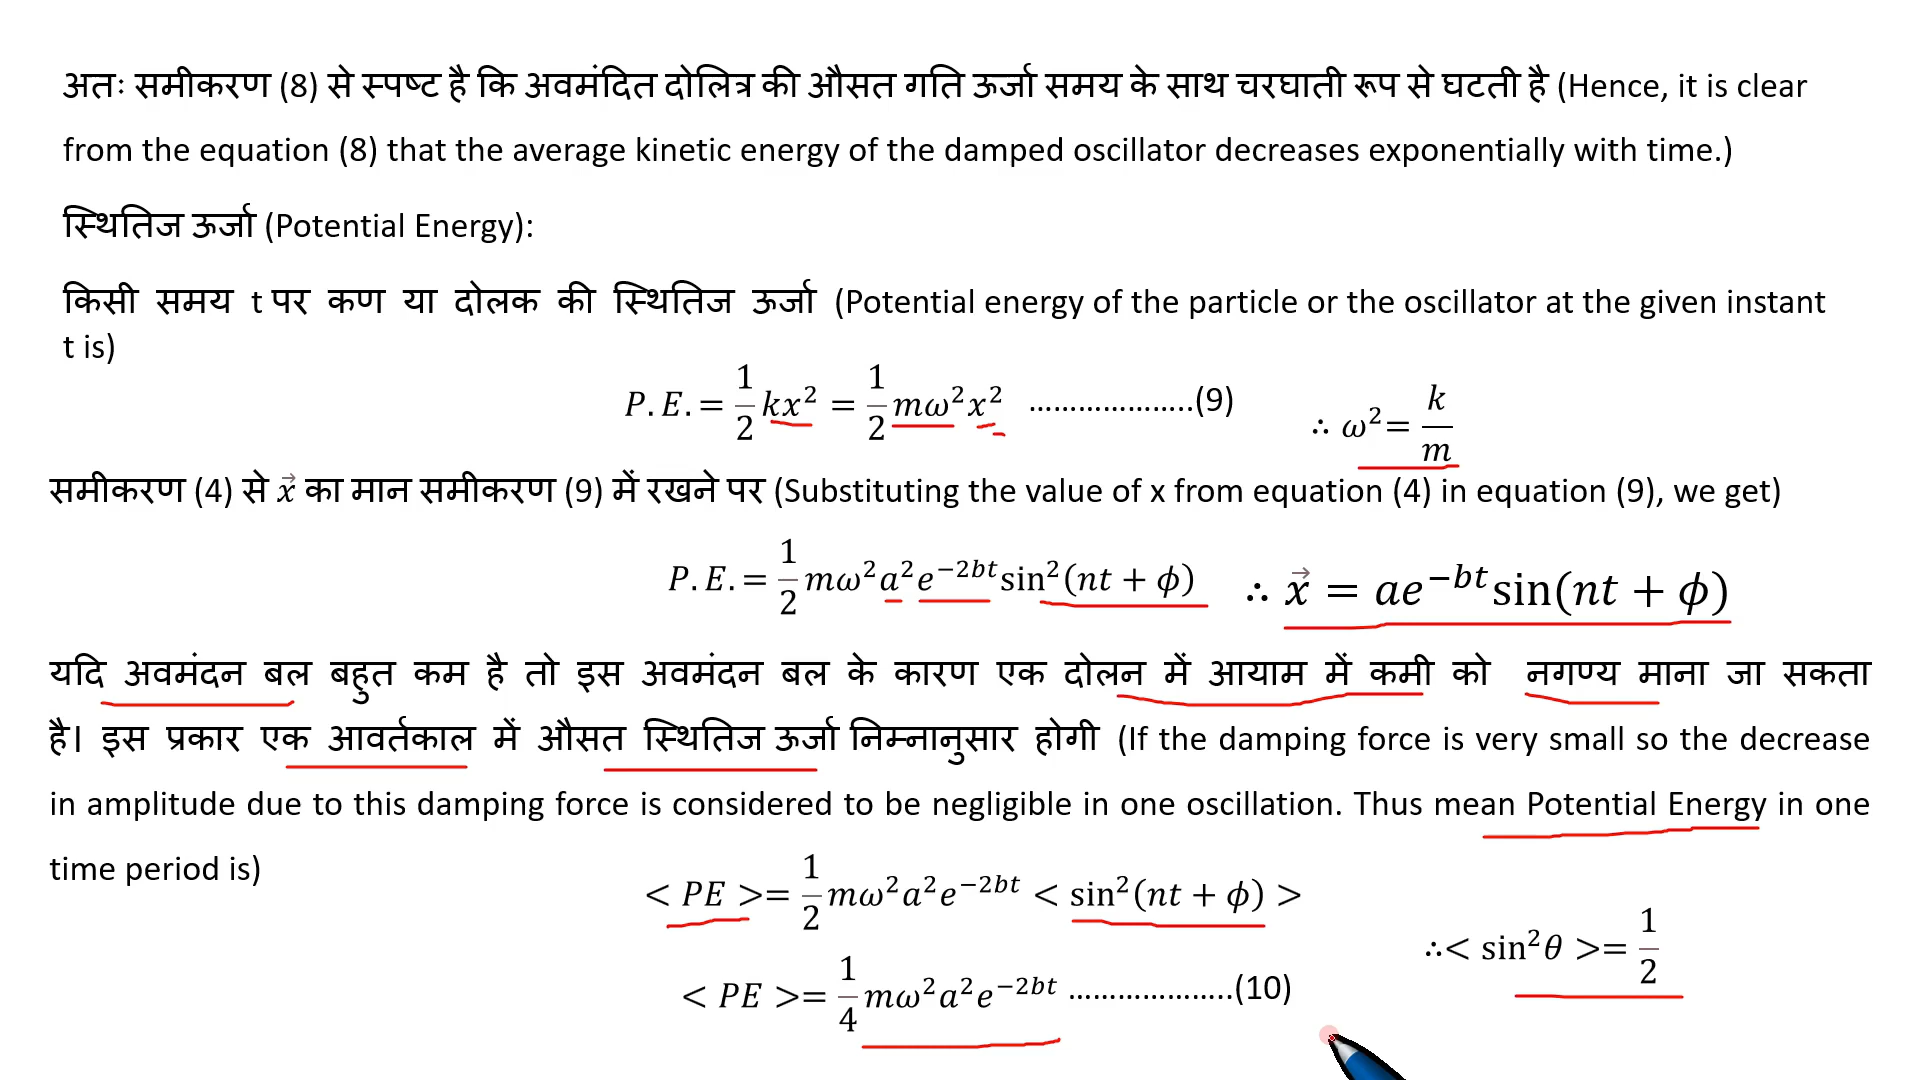 अतः समीकरण (8) से स्पष्ट है कि अवमंदित दोलित्र की औसत गति ऊर्जा समय के साथ चरघाती रूप से घटती है (Hence, it is clear
from the equation (8) that the average kinetic energy of the damped oscillator decreases exponentially with time.)
स्थितिज ऊर्जा (Potential Energy):
किसी समय t पर कण या दोलक की स्थितिज ऊर्जा (Potential energy of the particle or the oscillator at the given instant
t is)
P.E.= 1/2 kx² = 1/2 mω²x² ………………..(9) ∴ ω²= k/m
समीकरण (4) से x⃗ का मान समीकरण (9) में रखने पर (Substituting the value of x from equation (4) in equation (9), we get)
P.E.= 1/2 mω²a²e^{−2bt}sin²(nt + ϕ) ∴ x⃗ = ae^{−bt}sin(nt + ϕ)
यदि अवमंदन बल बहुत कम है तो इस अवमंदन बल के कारण एक दोलन में आयाम में कमी को नगण्य माना जा सकता
है। इस प्रकार एक आवर्तकाल में औसत स्थितिज ऊर्जा निम्नानुसार होगी (If the damping force is very small so the decrease
in amplitude due to this damping force is considered to be negligible in one oscillation. Thus mean Potential Energy in one
time period is)
< PE >= 1/2 mω²a²e^{−2bt} < sin²(nt + ϕ) >
∴< sin²θ >= 1/2
< PE >= 1/4 mω²a²e^{−2bt} ………………..(10)